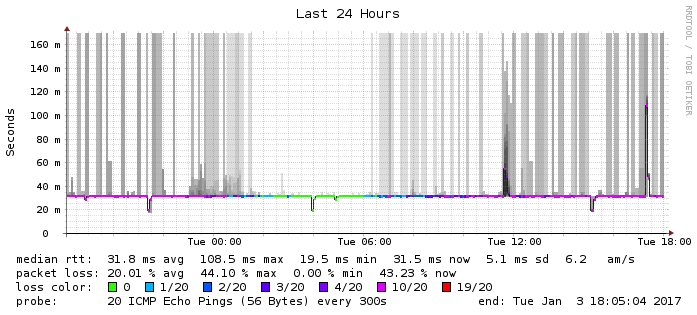 Last 24 Hours
RRDTOOL / TOBI OETIKER
Seconds
160 m
140 m
120 m
100 m
80 m
60 m
40 m
20 m
0
Tue 00:00 Tue 06:00 Tue 12:00 Tue 18:00
median rtt: 31.8 ms avg 108.5 ms max 19.5 ms min 31.5 ms now 5.1 ms sd 6.2 am/s
packet loss: 20.01 % avg 44.10 % max 0.00 % min 43.23 % now
loss color: 0 1/20 2/20 3/20 4/20 10/20 19/20
probe: 20 ICMP Echo Pings (56 Bytes) every 300s end: Tue Jan 3 18:05:04 2017